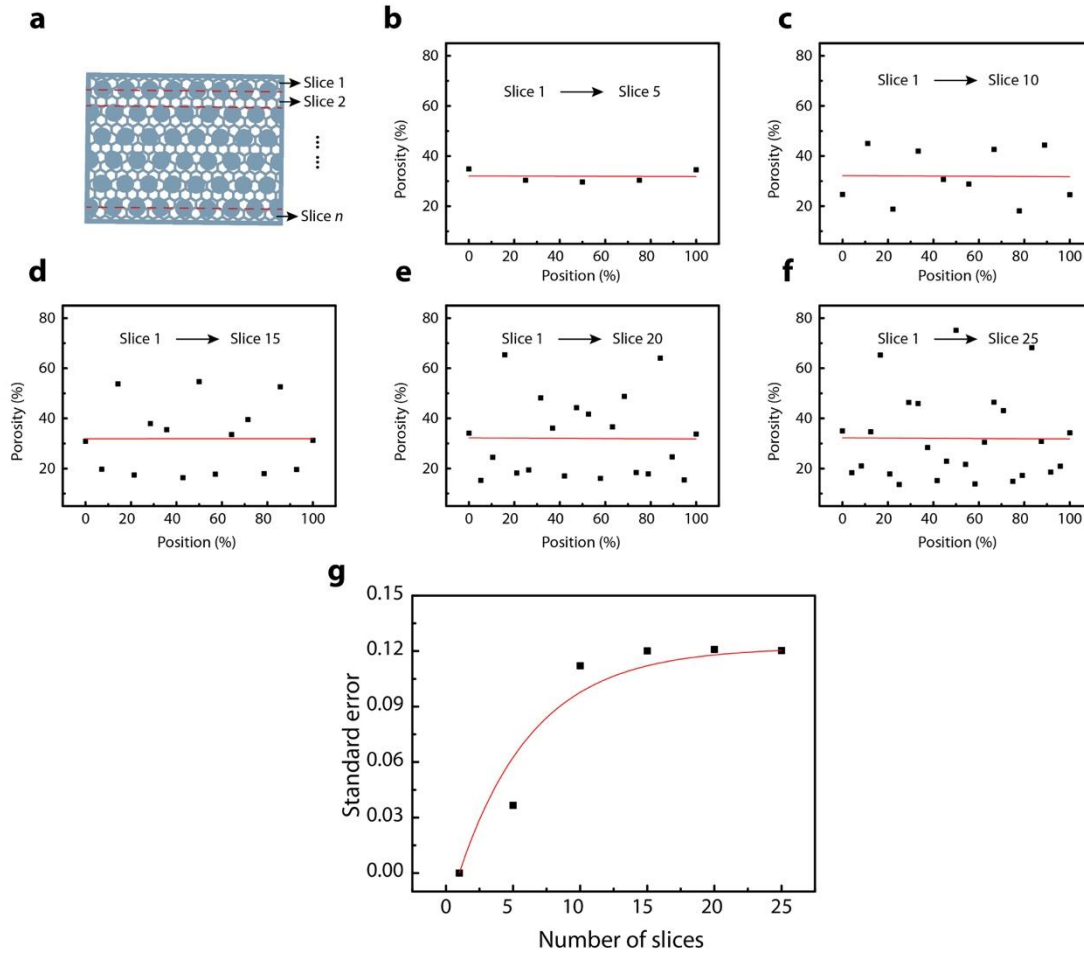 a
Slice 1
Slice 2
Slice n
b
Slice 1 Slice 5
80
60
40
20
Porosity (%)
0 20 40 60 80 100
Position (%)
c
Slice 1 Slice 10
80
60
40
20
Porosity (%)
0 20 40 60 80 100
Position (%)
d
Slice 1 Slice 15
80
60
40
20
Porosity (%)
0 20 40 60 80 100
Position (%)
e
Slice 1 Slice 20
80
60
40
20
Porosity (%)
0 20 40 60 80 100
Position (%)
f
Slice 1 Slice 25
80
60
40
20
Porosity (%)
0 20 40 60 80 100
Position (%)
g
0.15
0.12
0.09
0.06
0.03
0.00
Standard error
0 5 10 15 20 25
Number of slices